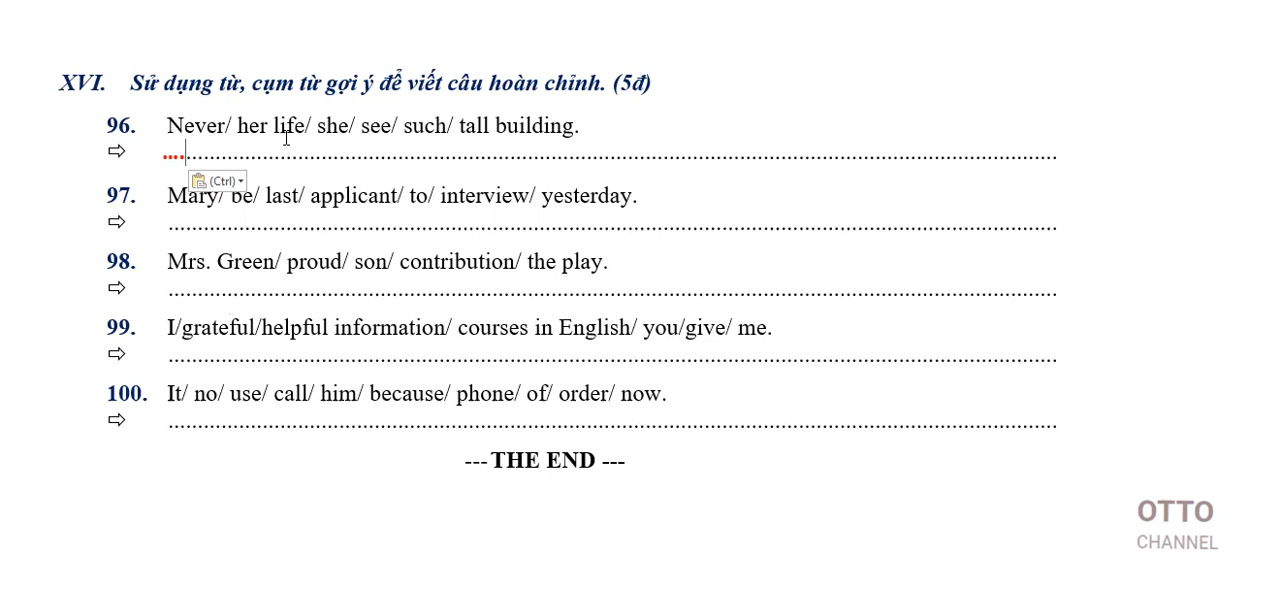 XVI. Sử dụng từ, cụm từ gợi ý để viết câu hoàn chỉnh. (5đ)
96. Never/ her life/ she/ see/ such/ tall building.
⇨ ....................................................................................................
(Ctrl)
97. Mary/ be/ last/ applicant/ to/ interview/ yesterday.
⇨ ....................................................................................................
98. Mrs. Green/ proud/ son/ contribution/ the play.
⇨ ....................................................................................................
99. I/grateful/helpful information/ courses in English/ you/give/ me.
⇨ ....................................................................................................
100. It/ no/ use/ call/ him/ because/ phone/ of/ order/ now.
⇨ ....................................................................................................
---THE END ---
OTTO
CHANNEL